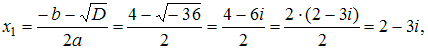 x₁ = (-b - √D)/2a = (4 - √-36)/2 = (4 - 6i)/2 = (2·(2 - 3i))/2 = 2 - 3i,